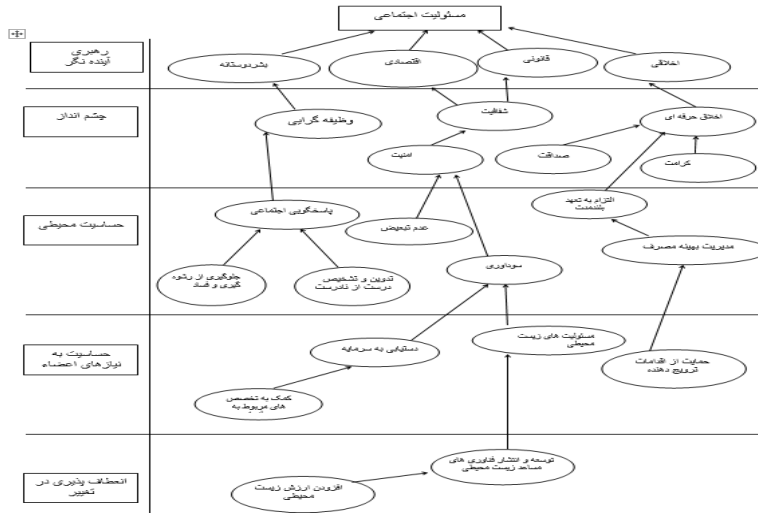 مسئولیت اجتماعی
رهبری
آینده نگر
بشردوستانه
اقتصادی
قانونی
اخلاقی
چشم انداز
وظیفه گرایی
شفافیت
اخلاق حرفه ای
امنیت
صداقت
کرامت
حساسیت محیطی
پاسخگویی اجتماعی
عدم تبعیض
التزام به تعهد
بلندمدت
مدیریت بهینه مصرف
جلوگیری از رشوه
گیری و فساد
تدوین و تشخیص
درست از نادرست
سوداوری
حساسیت به
نیازهای اعضاء
دستیابی به سرمایه
مسئولیت های زیست
محیطی
حمایت از اقدامات
ترویج دهنده
کمک به تخصص
های مربوط به
انعطاف پذیری در
تغییر
افزودن ارزش زیست
محیطی
توسعه و انتشار فناوری های
مساعد زیست محیطی